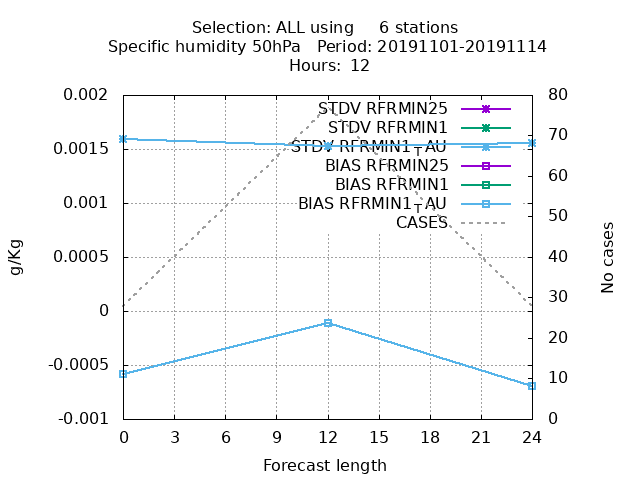 Selection: ALL using     6 stations
Specific humidity 50hPa   Period: 20191101-20191114
Hours: 12
0.002
0.0015
0.001
0.0005
0
-0.0005
-0.001
g/Kg
STDV RFRMIN25
STDV RFRMIN1
STDV RFRMIN1_TAU
BIAS RFRMIN25
BIAS RFRMIN1
BIAS RFRMIN1_TAU
CASES
80
70
60
50
40
30
20
10
0
No cases
0 3 6 9 12 15 18 21 24
Forecast length